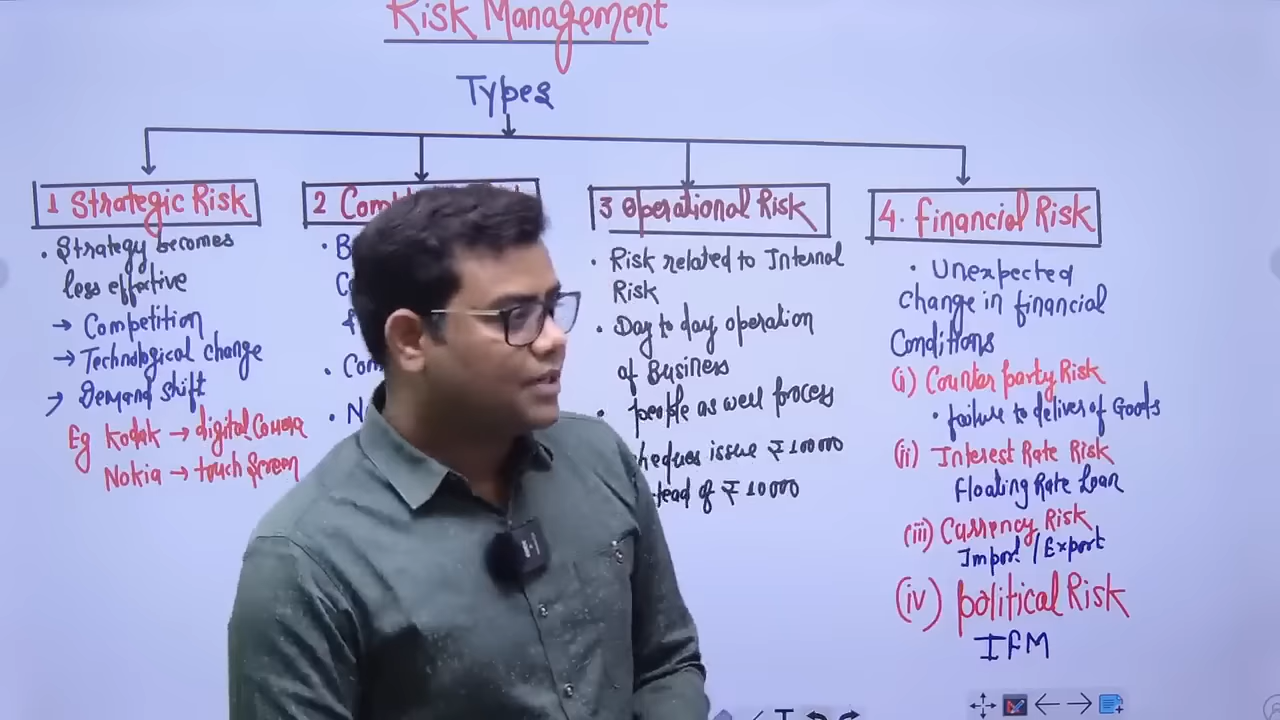 Risk Management
Types
1 Strategic Risk
• Strategy becomes
less effective
→ Competition
→ Technological change
→ Demand shift
Eg Kodak → digital Camera
Nokia → touch Screen
2
•
•
3 Operational Risk
• Risk related to Internal
Risk
• Day to day operation
of Business
• people as well process
issue ₹ 100000
of ₹ 10000
4. financial Risk
• Unexpected
change in financial
Conditions
(i) Counter party Risk
• failure to deliver of Goods
(ii) Interest Rate Risk
floating Rate Loan
(iii) Currency Risk
Import / Export
(iv) political Risk
IFM